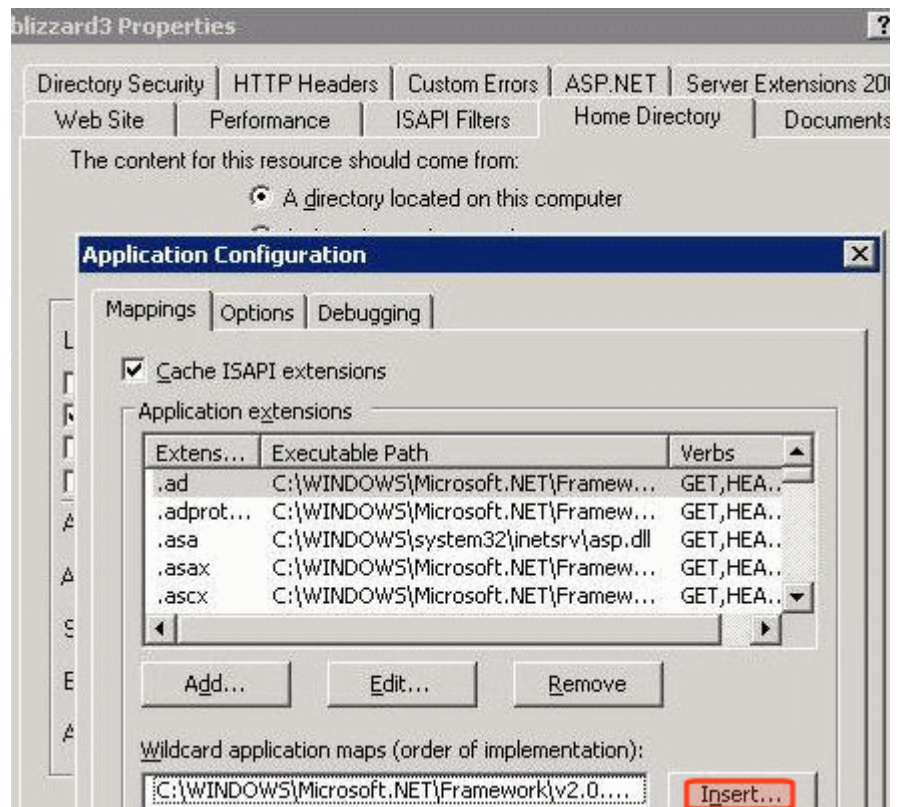 blizzard3 Properties ?
Directory Security HTTP Headers Custom Errors ASP.NET Server Extensions 20
Web Site Performance ISAPI Filters Home Directory Documents
The content for this resource should come from:
A directory located on this computer
Application Configuration
Mappings Options Debugging
Cache ISAPI extensions
Application extensions
Extens... Executable Path Verbs
.ad C:\WINDOWS\Microsoft.NET\Framew... GET,HEA..
.adprot... C:\WINDOWS\Microsoft.NET\Framew... GET,HEA..
.asa C:\WINDOWS\system32\inetsrv\asp.dll GET,HEA..
.asax C:\WINDOWS\Microsoft.NET\Framew... GET,HEA..
.ascx C:\WINDOWS\Microsoft.NET\Framew... GET,HEA..
Add... Edit... Remove
Wildcard application maps (order of implementation):
C:\WINDOWS\Microsoft.NET\Framework\v2.0.... Insert...